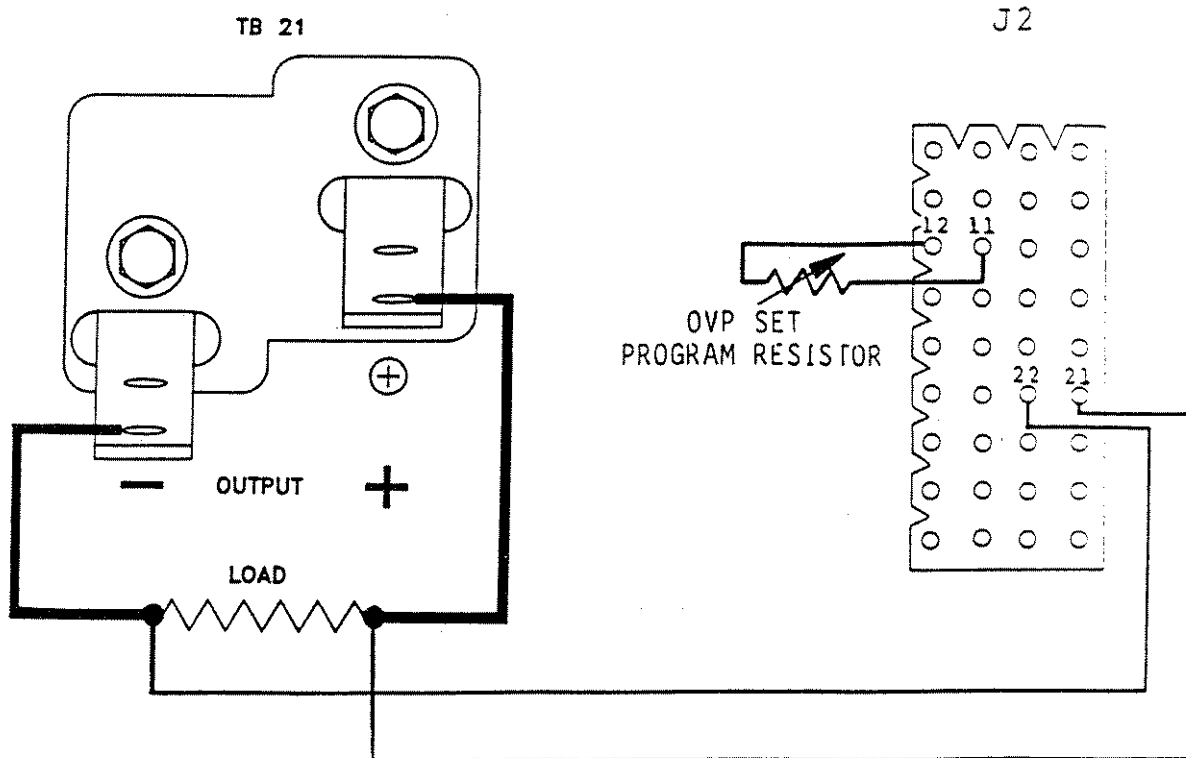 TB 21
J2
12 11
OVP SET
PROGRAM RESISTOR
22 21
− OUTPUT +
LOAD